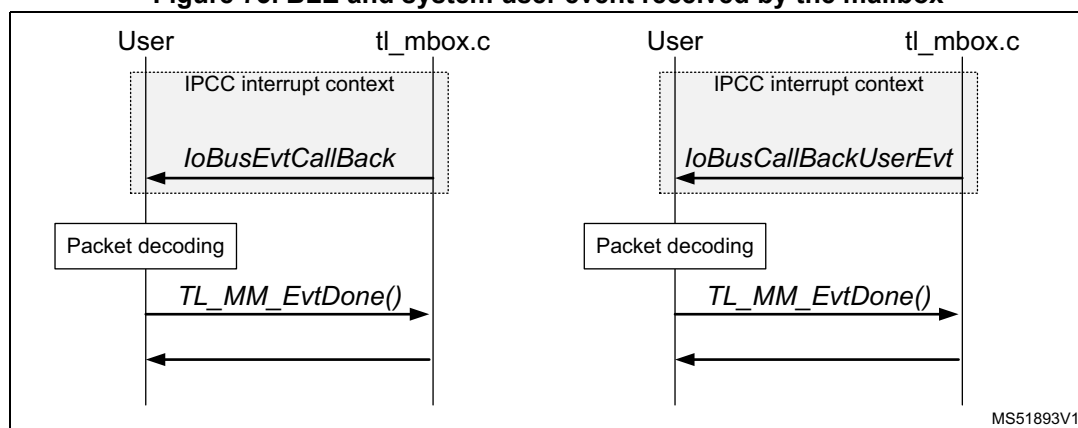 Figure BLE and system user event received by the mailbox
User tl_mbox.c User tl_mbox.c
IPCC interrupt context IPCC interrupt context
IoBusEvtCallBack IoBusCallBackUserEvt
Packet decoding Packet decoding
TL_MM_EvtDone() TL_MM_EvtDone()
MS51893V1